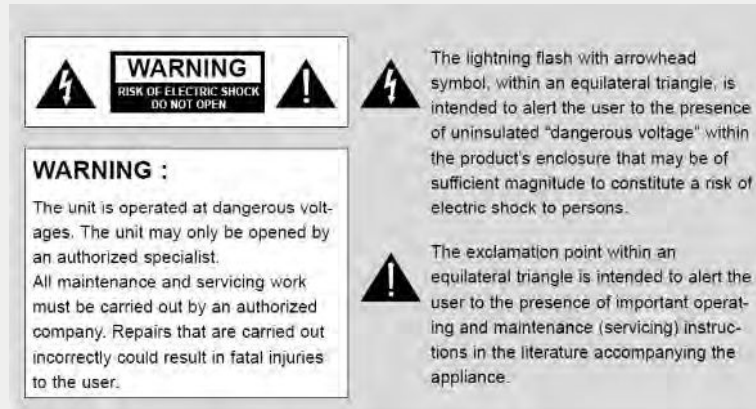 WARNING
RISK OF ELECTRIC SHOCK
DO NOT OPEN
WARNING :
The unit is operated at dangerous volt-
ages. The unit may only be opened by
an authorized specialist.
All maintenance and servicing work
must be carried out by an authorized
company. Repairs that are carried out
incorrectly could result in fatal injuries
to the user.
The lightning flash with arrowhead
symbol, within an equilateral triangle, is
intended to alert the user to the presence
of uninsulated “dangerous voltage” within
the product's enclosure that may be of
sufficient magnitude to constitute a risk of
electric shock to persons.
The exclamation point within an
equilateral triangle is intended to alert the
user to the presence of important operat-
ing and maintenance (servicing) instruc-
tions in the literature accompanying the
appliance.